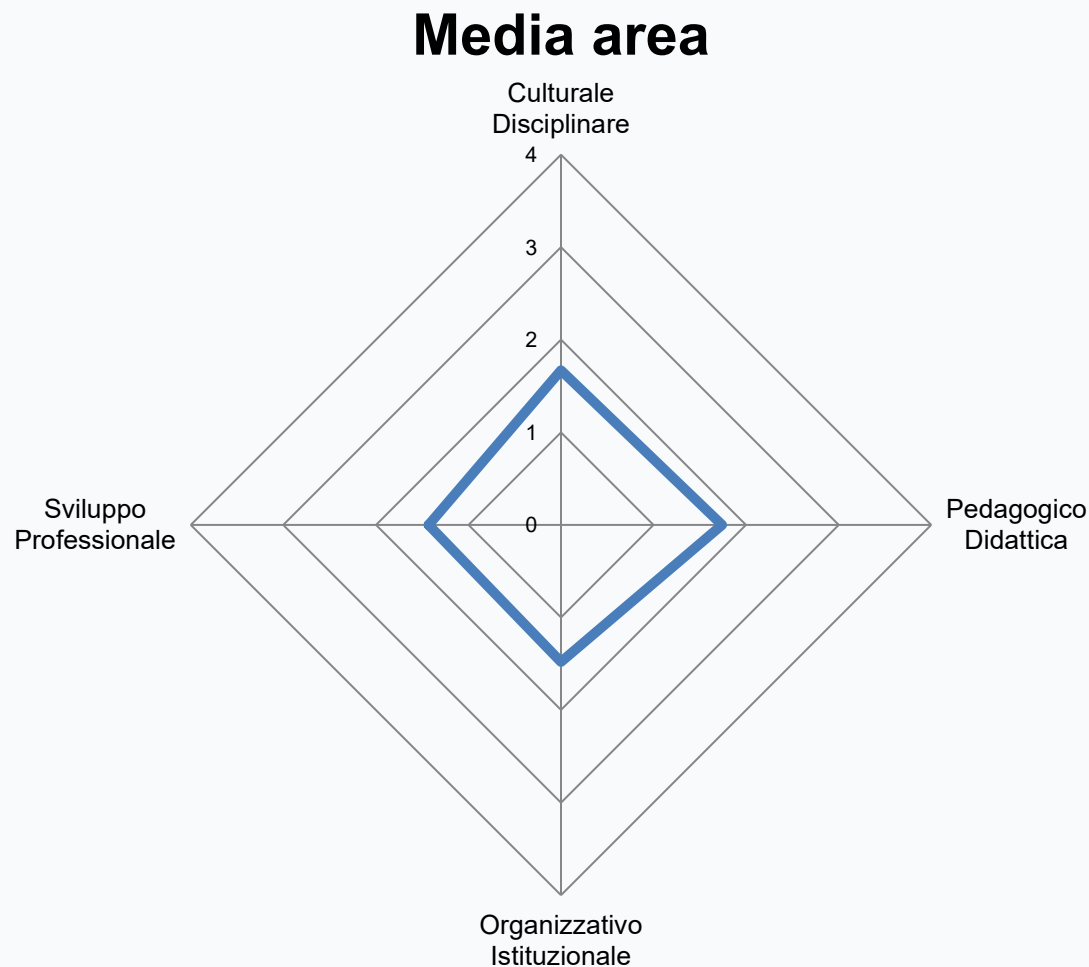 Media area
Culturale
Disciplinare
4
3
2
1
0
Sviluppo
Professionale
Pedagogico
Didattica
Organizzativo
Istituzionale